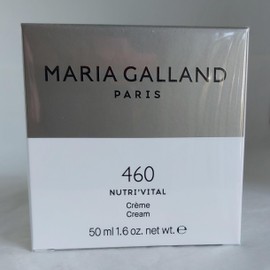 MARIA GALLAND
PARIS
460
NUTRI'VITAL
Crème
Cream
50 ml 1.6 oz. net wt. ℮